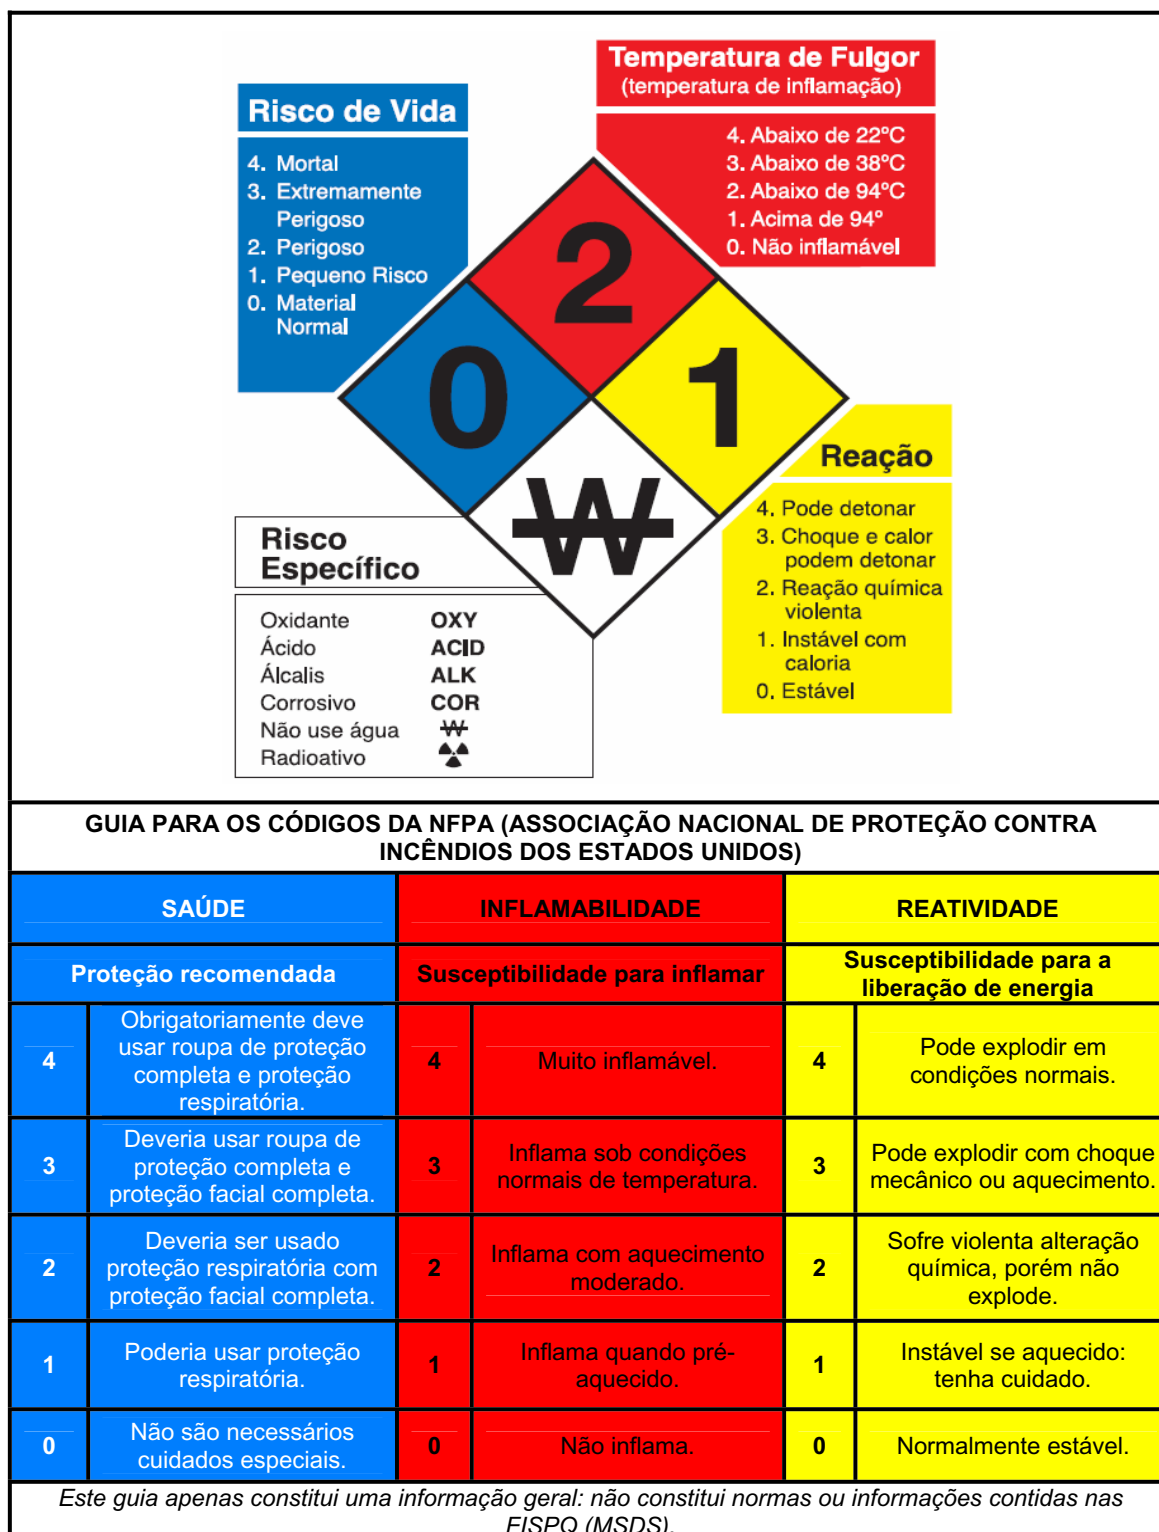 Temperatura de Fulgor
(temperatura de inflamação)
4. Abaixo de 22ºC
3. Abaixo de 38ºC
2. Abaixo de 94ºC
1. Acima de 94º
0. Não inflamável
Risco de Vida
4. Mortal
3. Extremamente
Perigoso
2. Perigoso
1. Pequeno Risco
0. Material
Normal
2
0
1
W
Reação
4. Pode detonar
3. Choque e calor
podem detonar
2. Reação química
violenta
1. Instável com
caloria
0. Estável
Risco
Específico
Oxidante OXY
Ácido ACID
Álcalis ALK
Corrosivo COR
Não use água W
Radioativo
GUIA PARA OS CÓDIGOS DA NFPA (ASSOCIAÇÃO NACIONAL DE PROTEÇÃO CONTRA
INCÊNDIOS DOS ESTADOS UNIDOS)
SAÚDE INFLAMABILIDADE REATIVIDADE
Proteção recomendada
Susceptibilidade para inflamar
Susceptibilidade para a
liberação de energia
4
Obrigatoriamente deve
usar roupa de proteção
completa e proteção
respiratória.
4
Muito inflamável.
4
Pode explodir em
condições normais.
3
Deveria usar roupa de
proteção completa e
proteção facial completa.
3
Inflama sob condições
normais de temperatura.
3
Pode explodir com choque
mecânico ou aquecimento.
2
Deveria ser usado
proteção respiratória com
proteção facial completa.
2
Inflama com aquecimento
moderado.
2
Sofre violenta alteração
química, porém não
explode.
1
Poderia usar proteção
respiratória.
1
Inflama quando pré-
aquecido.
1
Instável se aquecido:
tenha cuidado.
0
Não são necessários
cuidados especiais.
0
Não inflama.
0
Normalmente estável.
Este guia apenas constitui uma informação geral: não constitui normas ou informações contidas nas
FISPQ (MSDS).